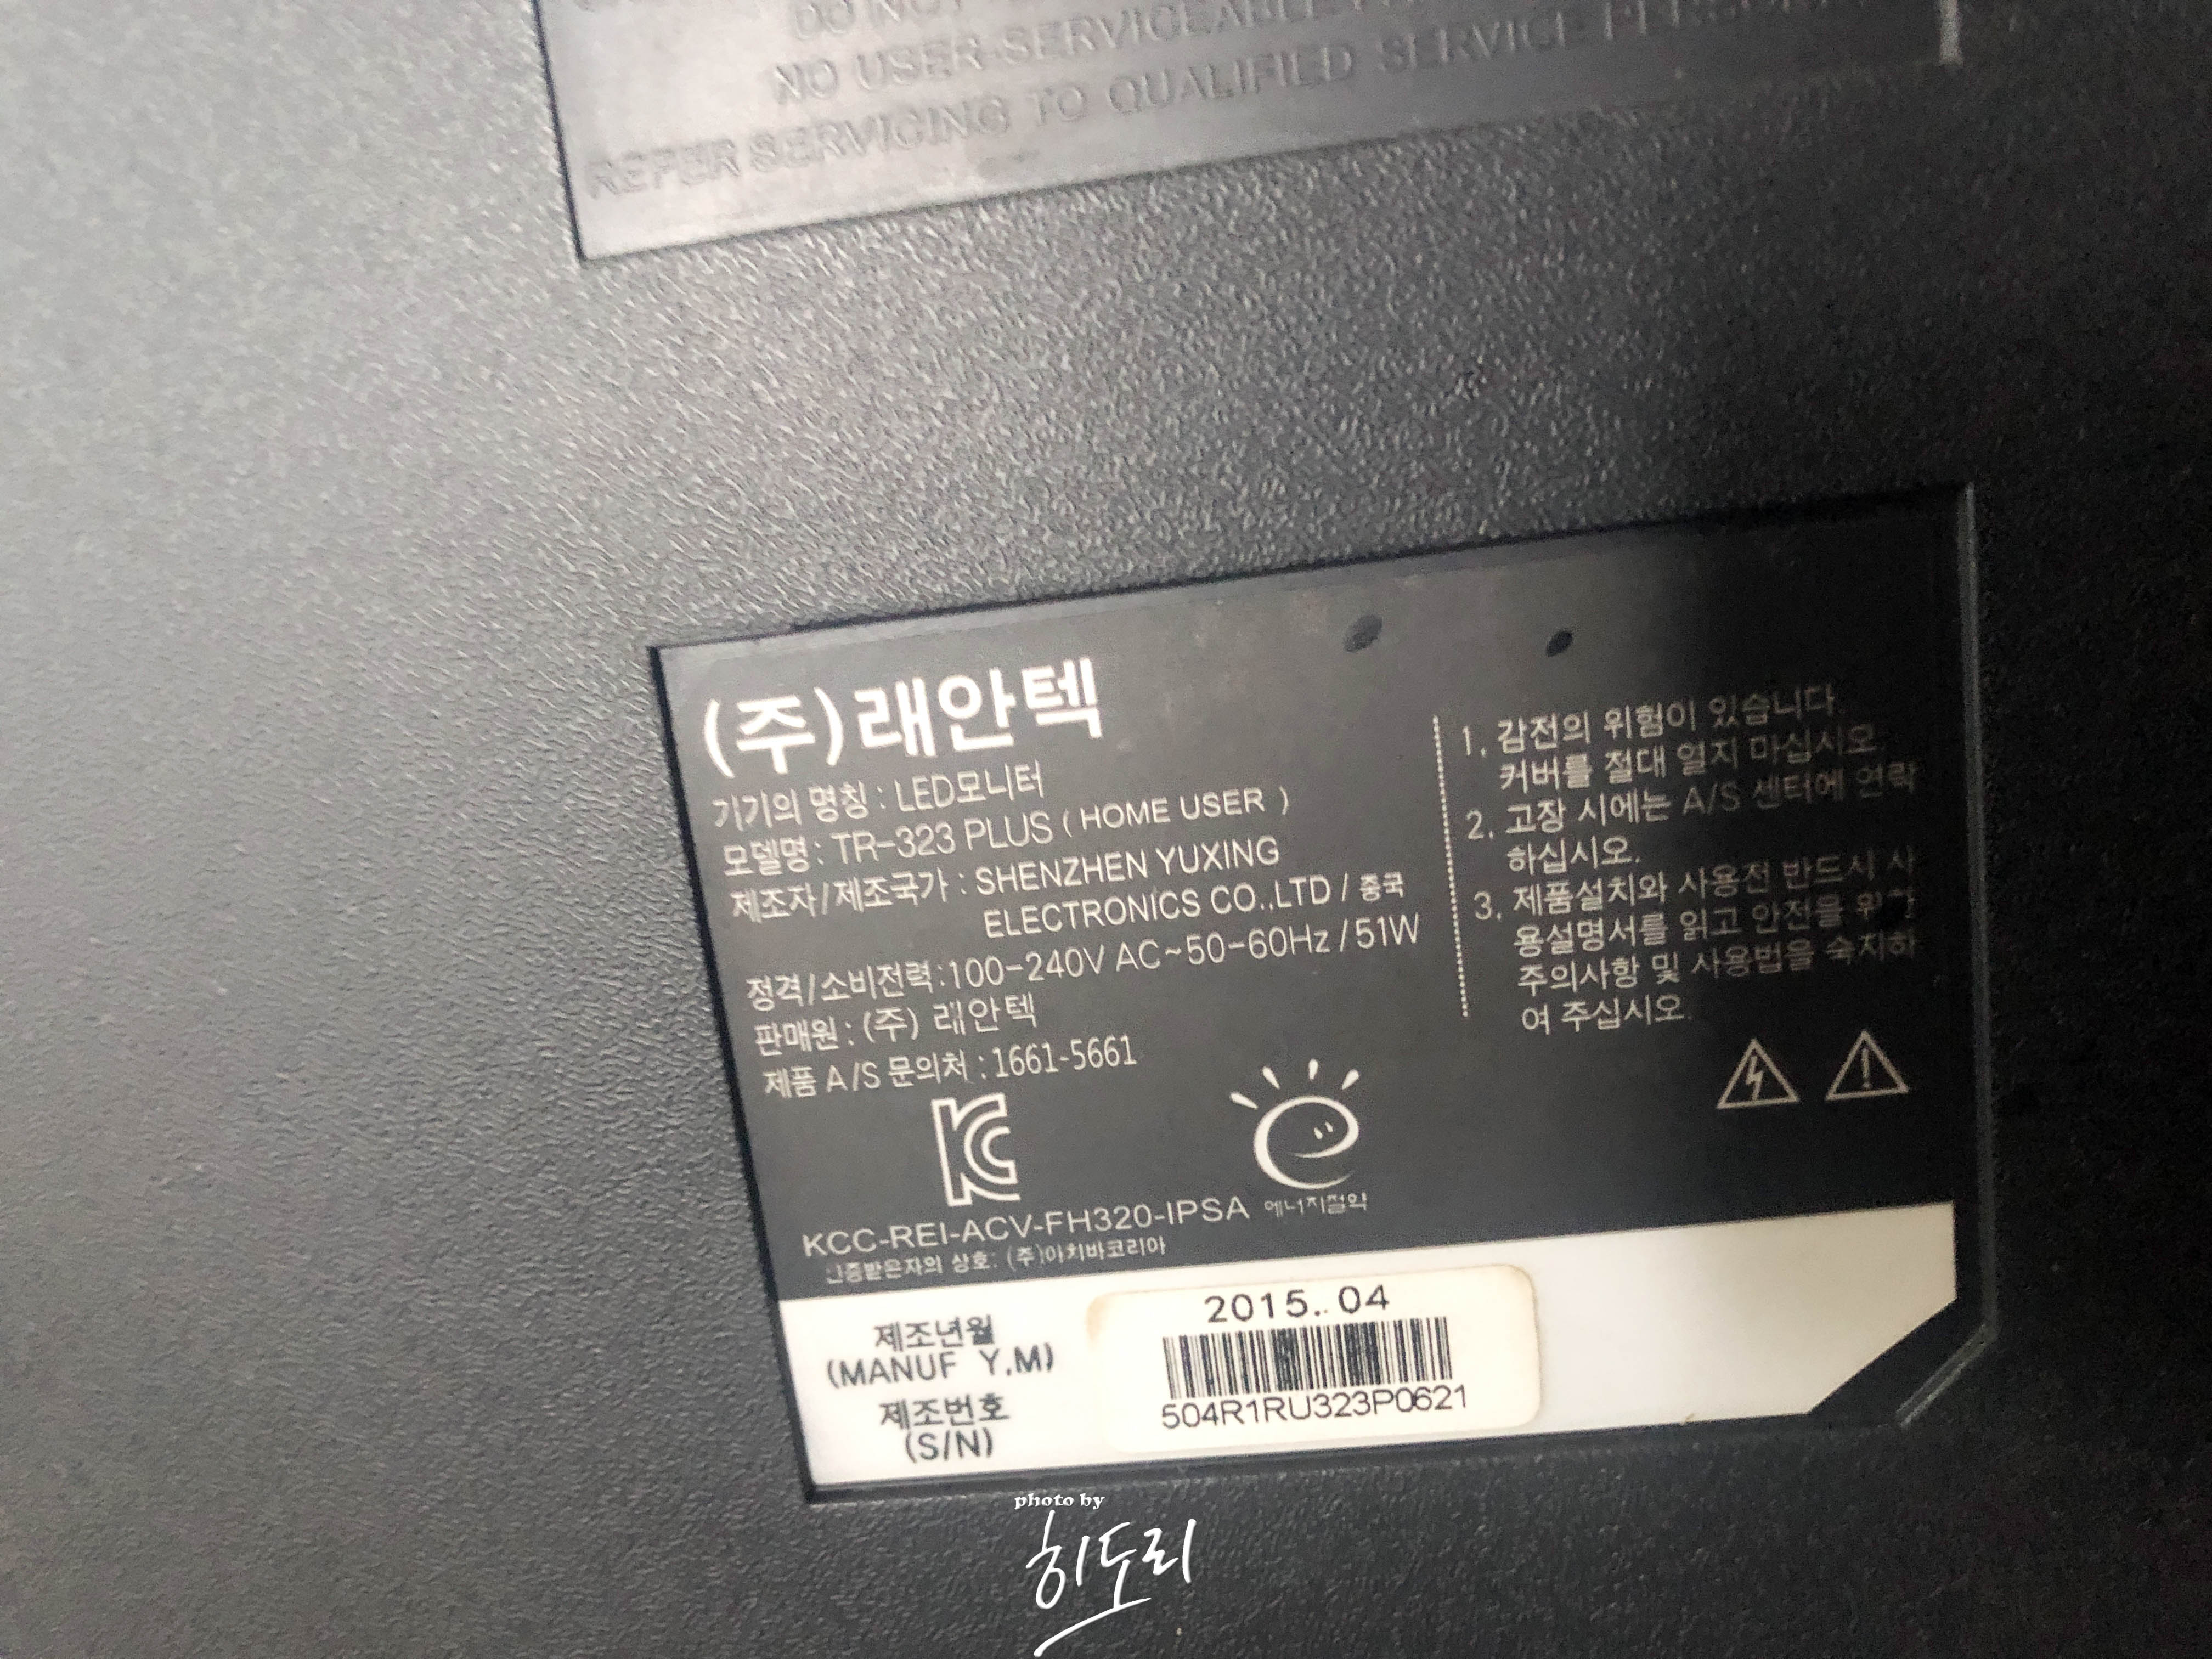 DO NOT
NO USER-SERVICEABLE
REFER SERVICING TO QUALIFIED SERVICE
(주)래안텍
기기의 명칭 : LED모니터
모델명 : TR-323 PLUS ( HOME USER )
제조자/제조국가 : SHENZHEN YUXING
ELECTRONICS CO.,LTD / 중국
정격/소비전력:100-240V AC~50-60Hz /51W
판매원 : (주) 래안텍
제품 A/S 문의처 : 1661-5661
KCC-REI-ACV-FH320-IPSA
에너지절약
인증받은자의 상호: (주)아치바코리아
1. 감전의 위험이 있습니다.
커버를 절대 열지 마십시오.
2. 고장 시에는 A/S 센터에 연락
하십시오.
3. 제품설치와 사용전 반드시 사
용설명서를 읽고 안전을 위한
주의사항 및 사용법을 숙지하
여 주십시오.
제조년월
(MANUF Y.M)
2015. 04
제조번호
(S/N)
504R1RU323P0621
photo by
히도리